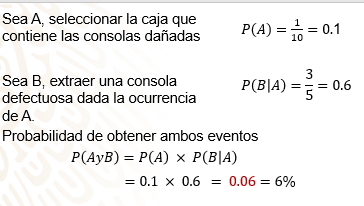 Sea A, seleccionar la caja que
contiene las consolas dañadas
P(A) = 1/10 = 0.1
Sea B, extraer una consola
defectuosa dada la ocurrencia
de A.
P(B|A) = 3/5 = 0.6
Probabilidad de obtener ambos eventos
P(AyB) = P(A) × P(B|A)
= 0.1 × 0.6 = 0.06 = 6%